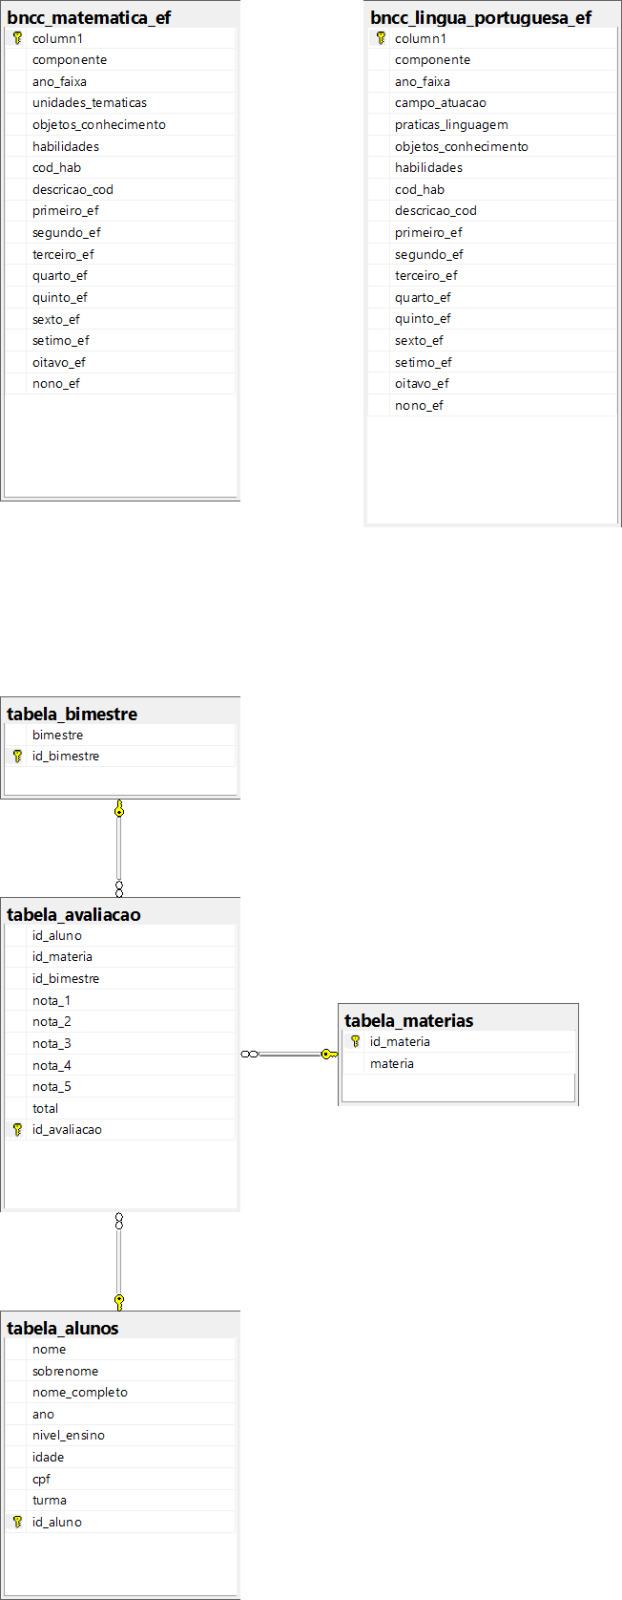 bncc_matematica_ef
column1
componente
ano_faixa
unidades_tematicas
objetos_conhecimento
habilidades
cod_hab
descricao_cod
primeiro_ef
segundo_ef
terceiro_ef
quarto_ef
quinto_ef
sexto_ef
setimo_ef
oitavo_ef
nono_ef
bncc_lingua_portuguesa_ef
column1
componente
ano_faixa
campo_atuacao
praticas_linguagem
objetos_conhecimento
habilidades
cod_hab
descricao_cod
primeiro_ef
segundo_ef
terceiro_ef
quarto_ef
quinto_ef
sexto_ef
setimo_ef
oitavo_ef
nono_ef
tabela_bimestre
bimestre
id_bimestre
tabela_avaliacao
id_aluno
id_materia
id_bimestre
nota_1
nota_2
nota_3
nota_4
nota_5
total
id_avaliacao
tabela_materias
id_materia
materia
tabela_alunos
nome
sobrenome
nome_completo
ano
nivel_ensino
idade
cpf
turma
id_aluno